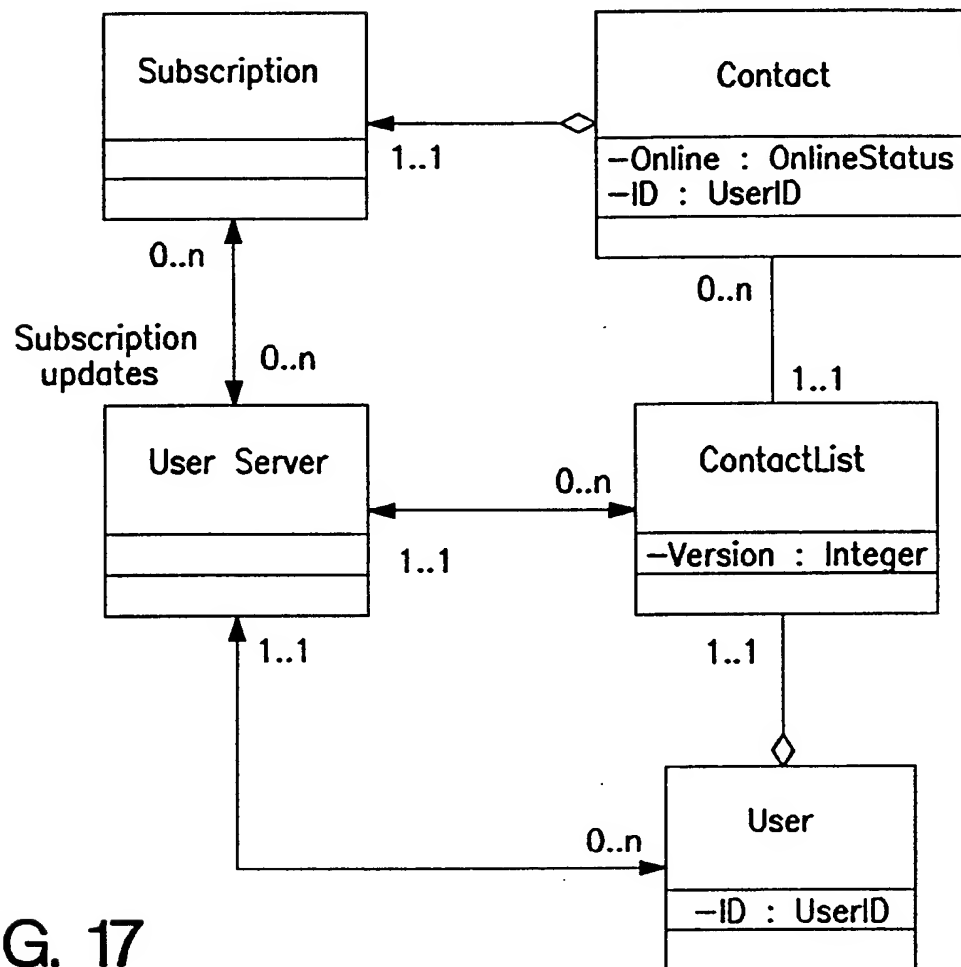 Subscription
Contact
1..1
–Online : OnlineStatus
–ID : UserID
0..n
0..n
Subscription
updates
0..n
1..1
User Server
ContactList
0..n
–Version : Integer
1..1
1..1
1..1
User
0..n
–ID : UserID
G. 17